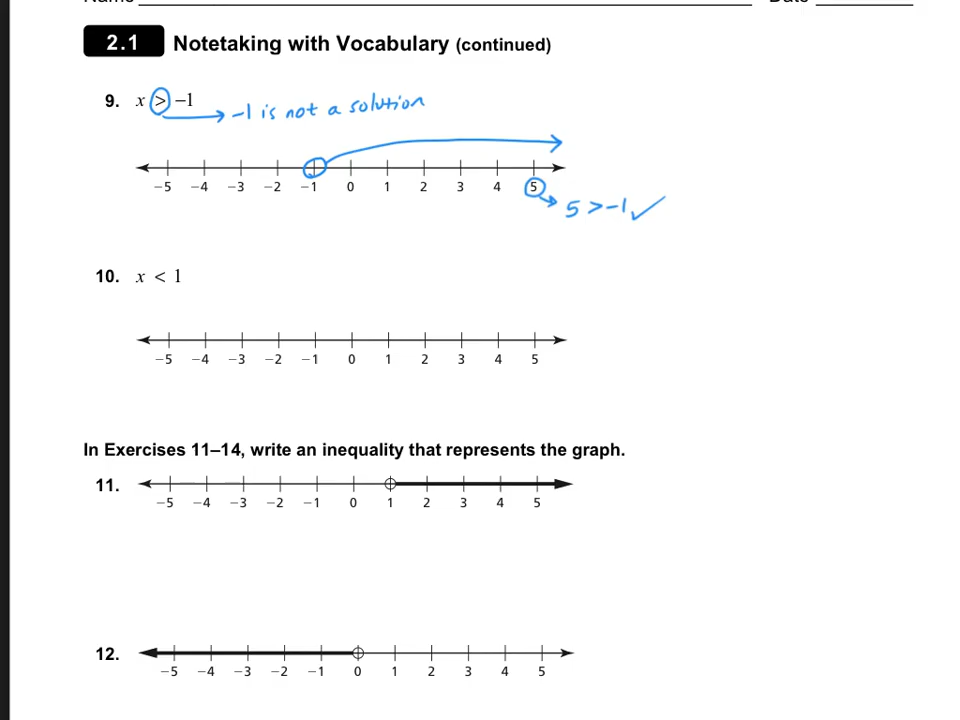 Name Date
2.1 Notetaking with Vocabulary (continued)
9. x > −1
-1 is not a solution
−5 −4 −3 −2 −1 0 1 2 3 4 5
5 > -1 ✓
10. x < 1
−5 −4 −3 −2 −1 0 1 2 3 4 5
In Exercises 11–14, write an inequality that represents the graph.
11.
−5 −4 −3 −2 −1 0 1 2 3 4 5
12.
−5 −4 −3 −2 −1 0 1 2 3 4 5